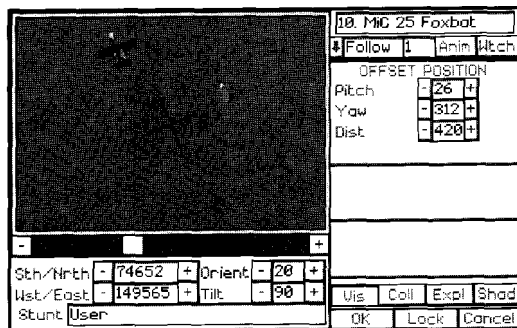 10. MiG 25 Foxbat
Follow 1 Anim Wtch
OFFSET POSITION
Pitch - 26 +
Yaw - 312 +
Dist - 420 +
- +
Sth/Nrth - 74652 + Orient - 20 +
Wst/East - 149565 + Tilt - 90 +
Stunt User
Vis Coll Expl Shad
OK Lock Cancel